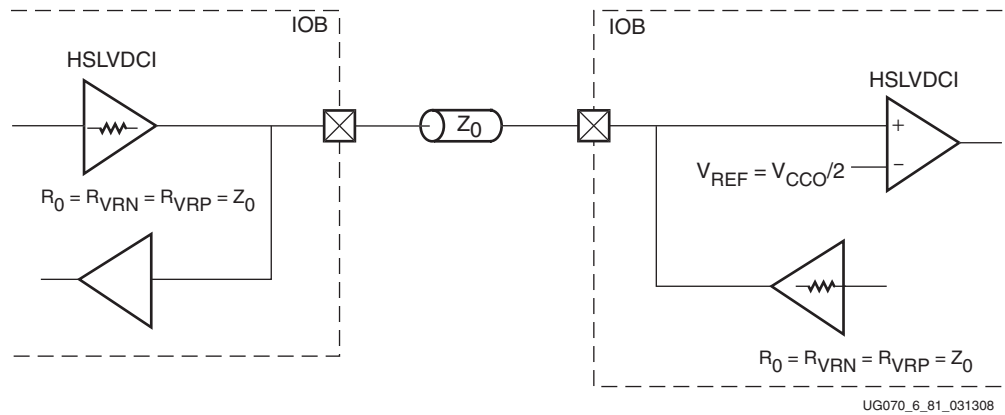 IOB
IOB
HSLVDCI
HSLVDCI
Z0
+
−
VREF = VCCO/2
R0 = RVRN = RVRP = Z0
R0 = RVRN = RVRP = Z0
UG070_6_81_031308